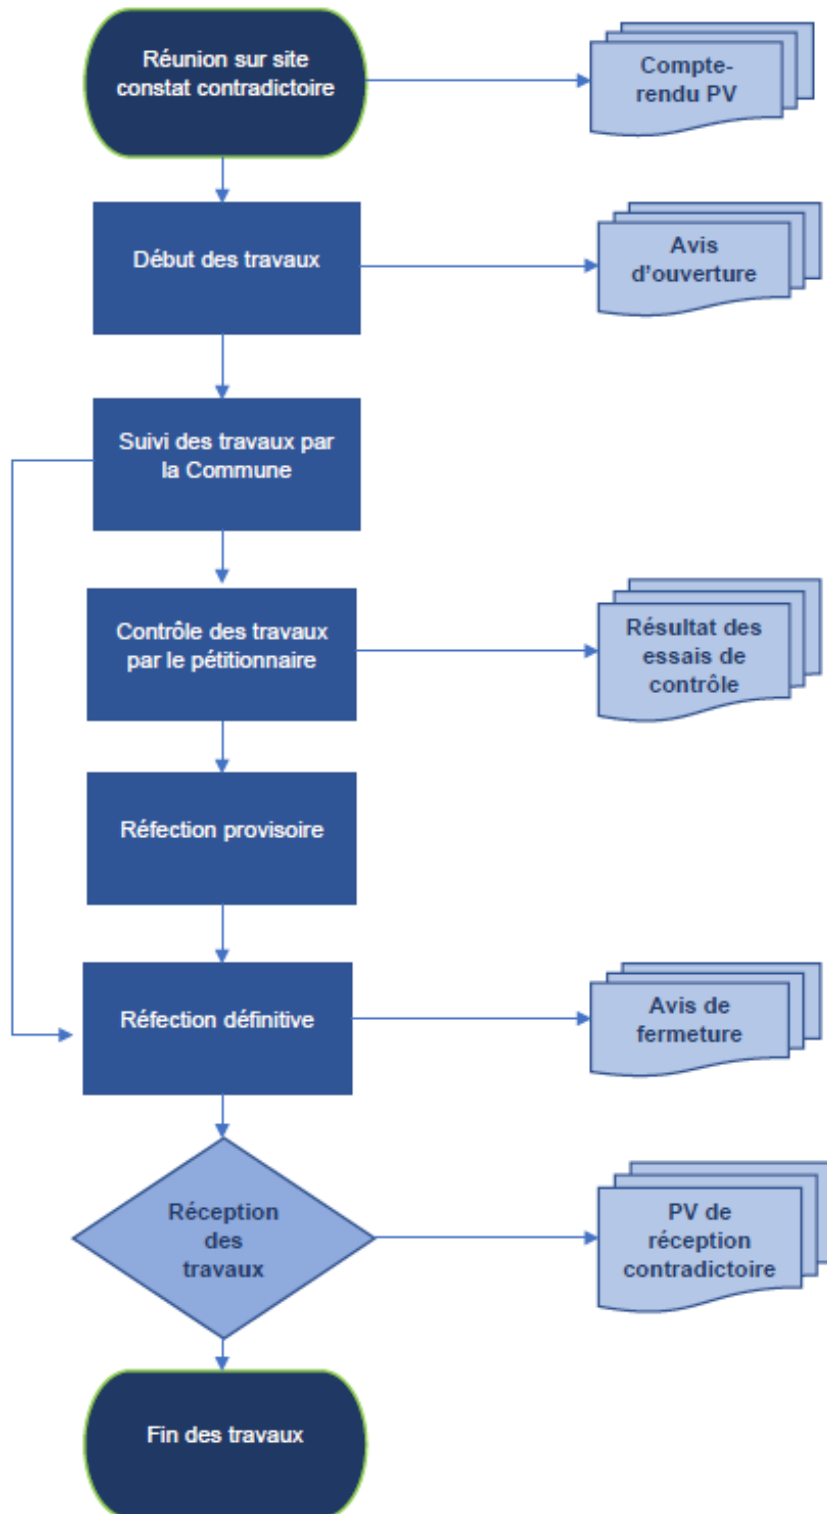 Réunion sur site
constat contradictoire
Compte-
rendu PV
Début des travaux
Avis
d'ouverture
Suivi des travaux par
la Commune
Contrôle des travaux
par le pétitionnaire
Résultat des
essais de
contrôle
Réfection provisoire
Réfection définitive
Avis de
fermeture
Réception
des
travaux
PV de
réception
contradictoire
Fin des travaux